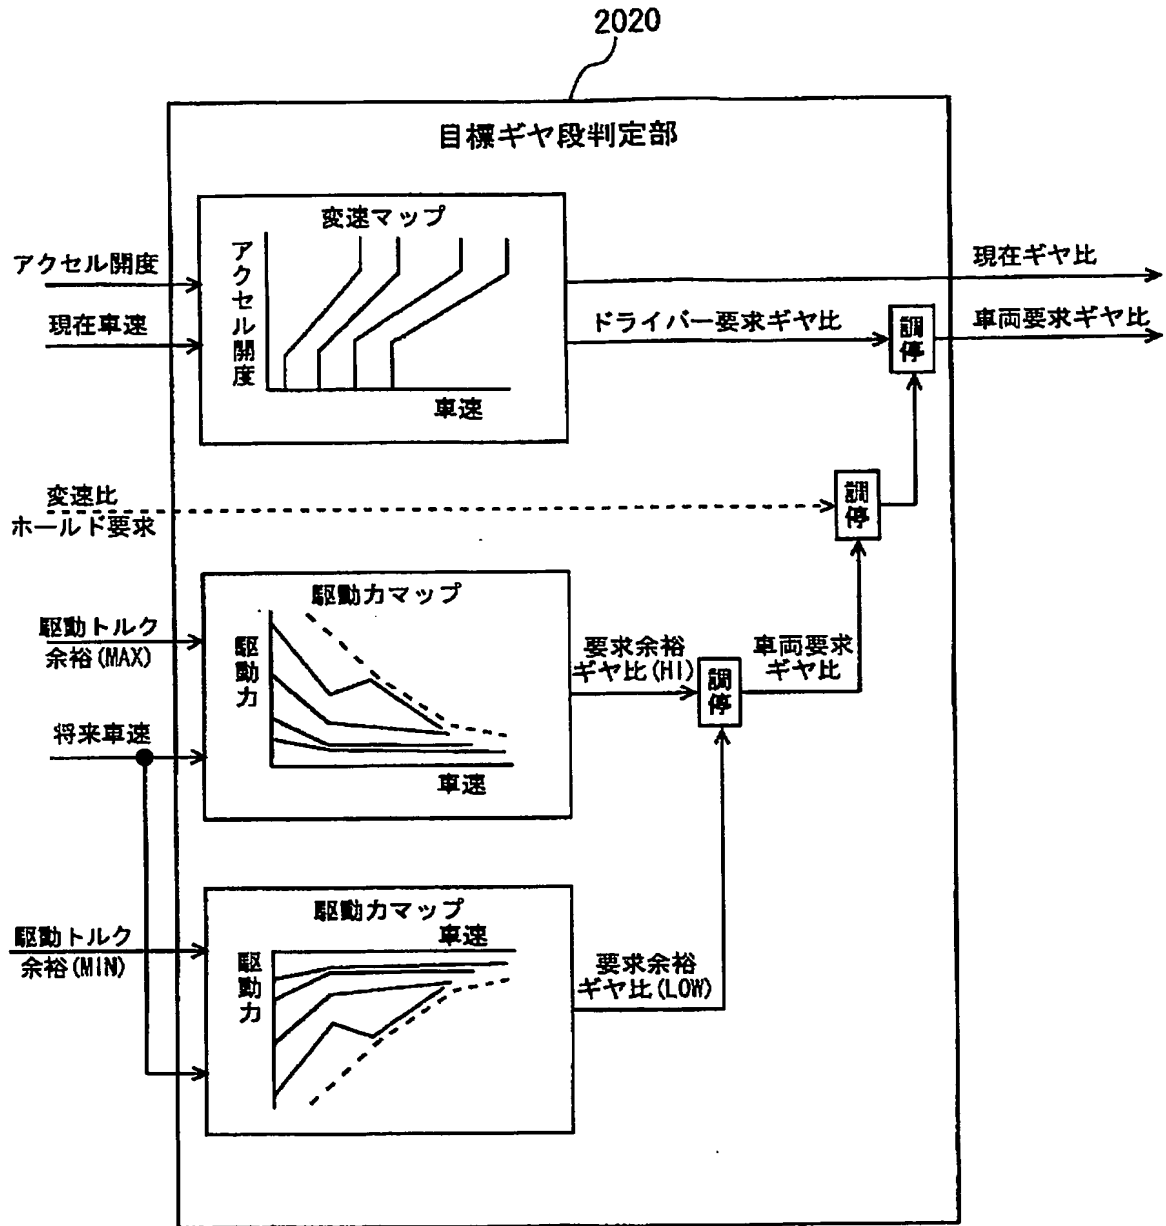 2020
目標ギヤ段判定部
変速マップ
アクセル開度
車速
アクセル開度
現在車速
現在ギヤ比
ドライバー要求ギヤ比
調停
車両要求ギヤ比
変速比
ホールド要求
調停
駆動力マップ
駆動力
車速
駆動トルク
余裕(MAX)
将来車速
要求余裕
ギヤ比(HI)
調停
車両要求
ギヤ比
駆動力マップ
車速
駆動力
駆動トルク
余裕(MIN)
要求余裕
ギヤ比(LOW)